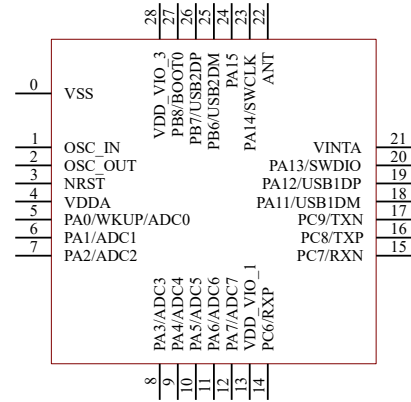 28
27
26
25
24
23
22
VDD_VIO_3
PB8/BOOT0
PB7/USB2DP
PB6/USB2DM
PA15
PA14/SWCLK
ANT
0 VSS
1 OSC_IN
2 OSC_OUT
3 NRST
4 VDDA
5 PA0/WKUP/ADC0
6 PA1/ADC1
7 PA2/ADC2
VINTA 21
PA13/SWDIO 20
PA12/USB1DP 19
PA11/USB1DM 18
PC9/TXN 17
PC8/TXP 16
PC7/RXN 15
PA3/ADC3
PA4/ADC4
PA5/ADC5
PA6/ADC6
PA7/ADC7
VDD_VIO_1
PC6/RXP
8
9
10
11
12
13
14